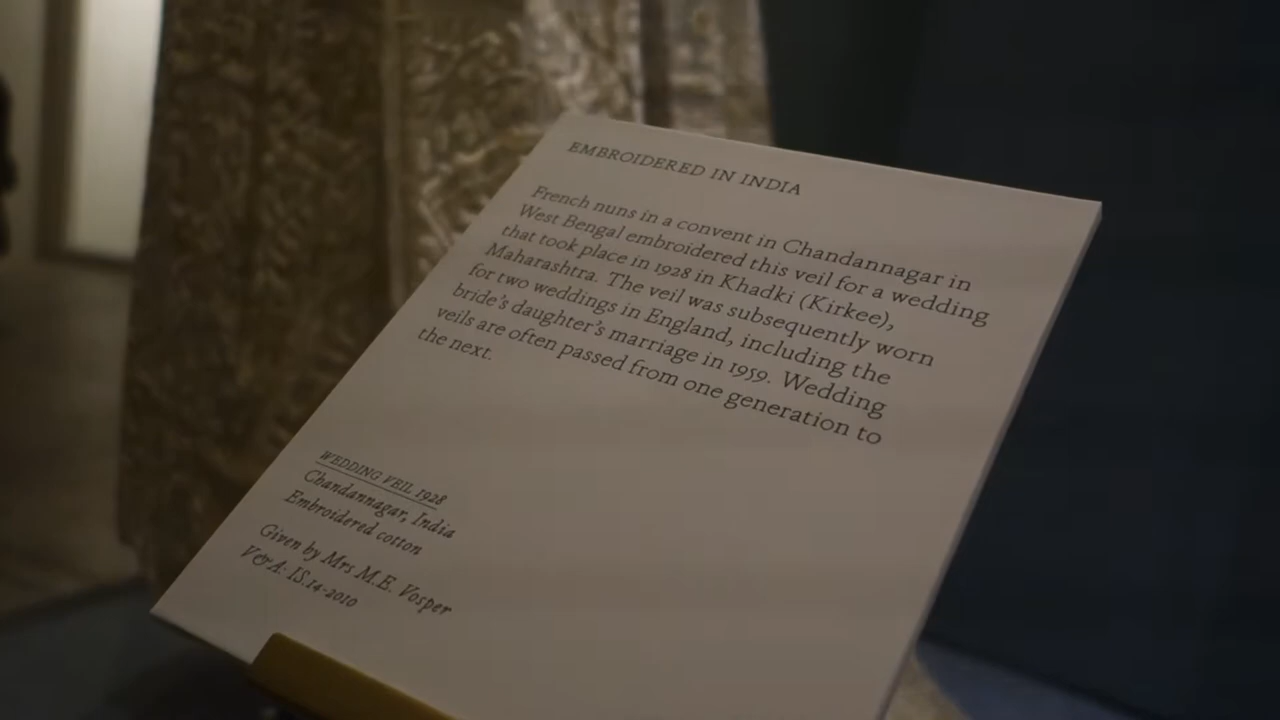 EMBROIDERED IN INDIA
French nuns in a convent in Chandannagar in
West Bengal embroidered this veil for a wedding
that took place in 1928 in Khadki (Kirkee),
Maharashtra. The veil was subsequently worn
for two weddings in England, including the
bride's daughter's marriage in 1959. Wedding
veils are often passed from one generation to
the next.
WEDDING VEIL 1928
Chandannagar, India
Embroidered cotton
Given by Mrs M.E. Vosper
V&A: IS.14-2010